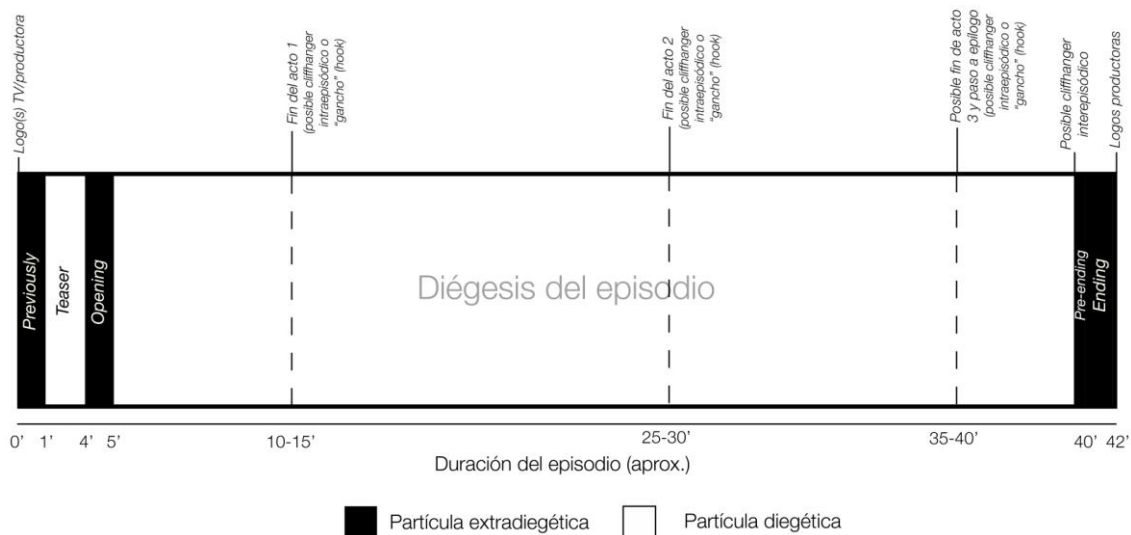 Logo(s) TV/productora
Fin del acto 1
(posible cliffhanger
intraepisódico o
"gancho" (hook)
Fin del acto 2
(posible cliffhanger
intraepisódico o
"gancho" (hook)
Posible fin de acto
3 y paso a epílogo
(posible cliffhanger
intraepisódico o
"gancho" (hook)
Posible cliffhanger
interepisódico
Logos productoras
Previously
Teaser
Opening
Diégesis del episodio
Pre-ending
Ending
0’ 1’ 4’ 5’ 10-15’ 25-30’ 35-40’ 40’ 42’
Duración del episodio (aprox.)
Partícula extradiegética Partícula diegética